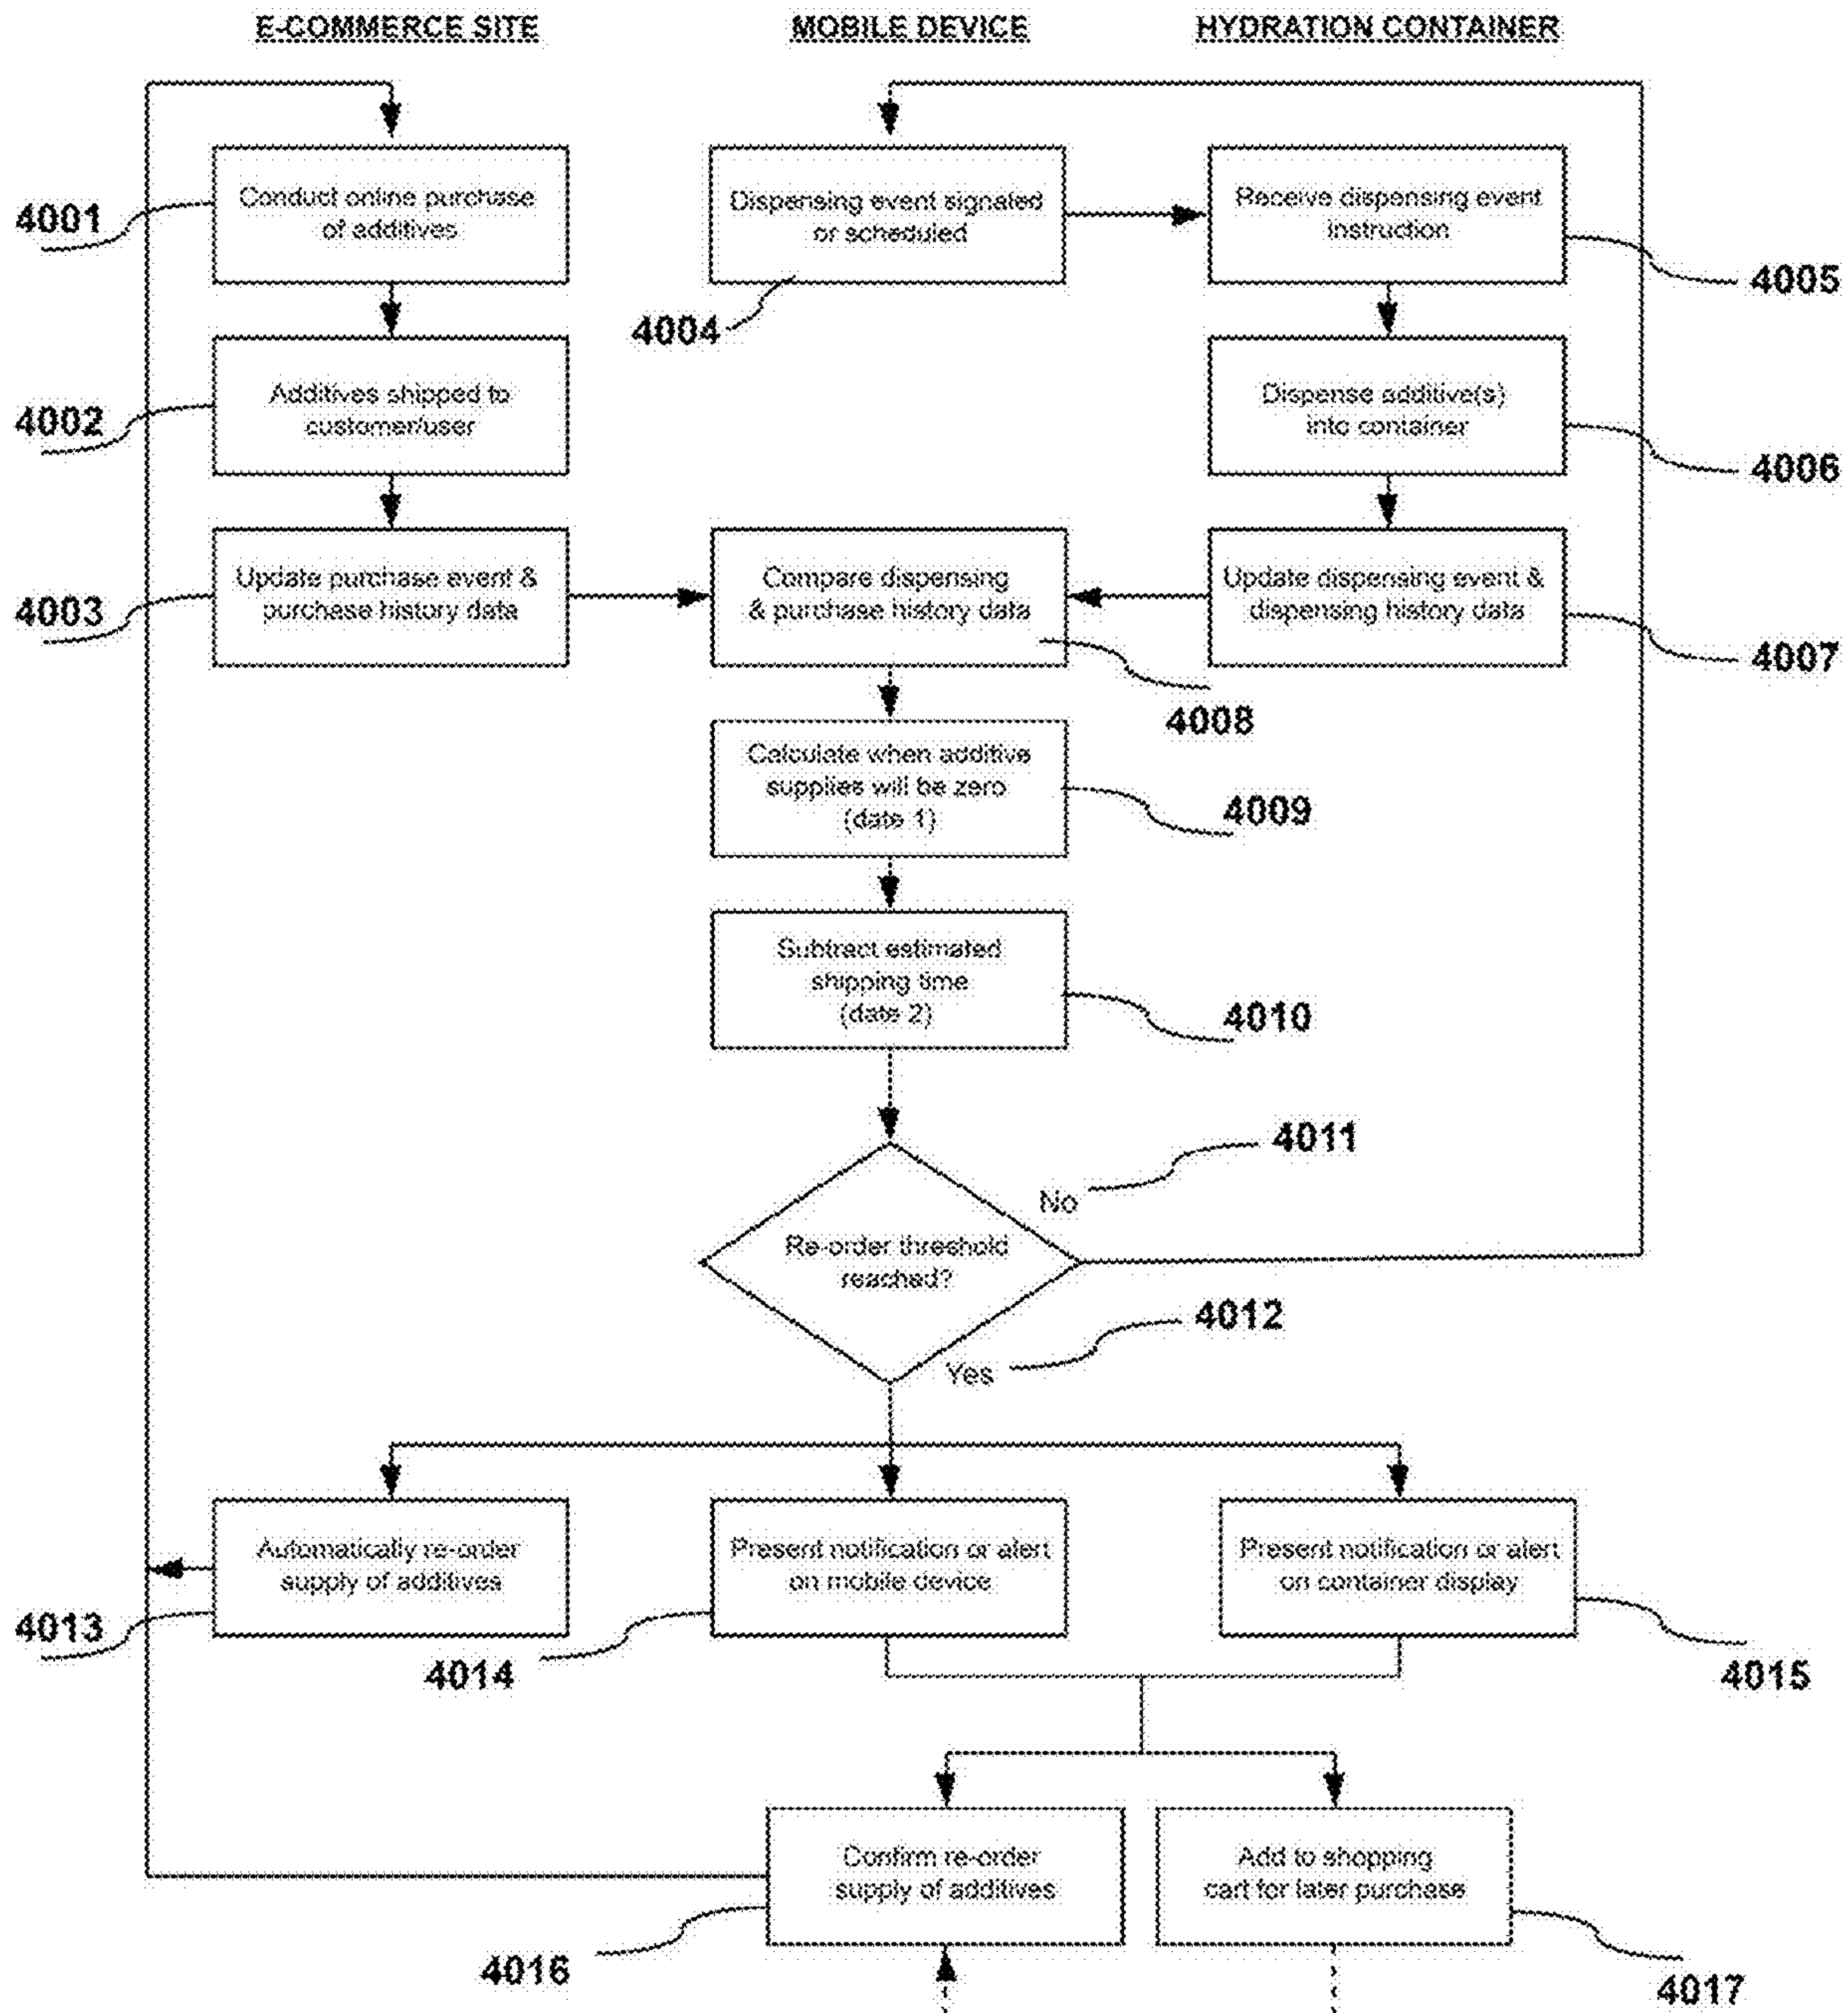 E-COMMERCE SITE
MOBILE DEVICE
HYDRATION CONTAINER
Conduct online purchase
of additives
4001
Dispensing event signaled
or scheduled
4004
Receive dispensing event
instruction
4005
Additives shipped to
customer/user
4002
Dispense additive(s)
into container
4006
Update purchase event &
purchase history data
4003
Compare dispensing
& purchase history data
4008
Update dispensing event &
dispensing history data
4007
Calculate when additive
supplies will be zero
(date 1)
4009
Subtract estimated
shipping time
(date 2)
4010
4011
No
Re-order threshold
reached?
4012
Yes
Automatically re-order
supply of additives
4013
Present notification or alert
on mobile device
4014
Present notification or alert
on container display
4015
Confirm re-order
supply of additives
4016
Add to shopping
cart for later purchase
4017